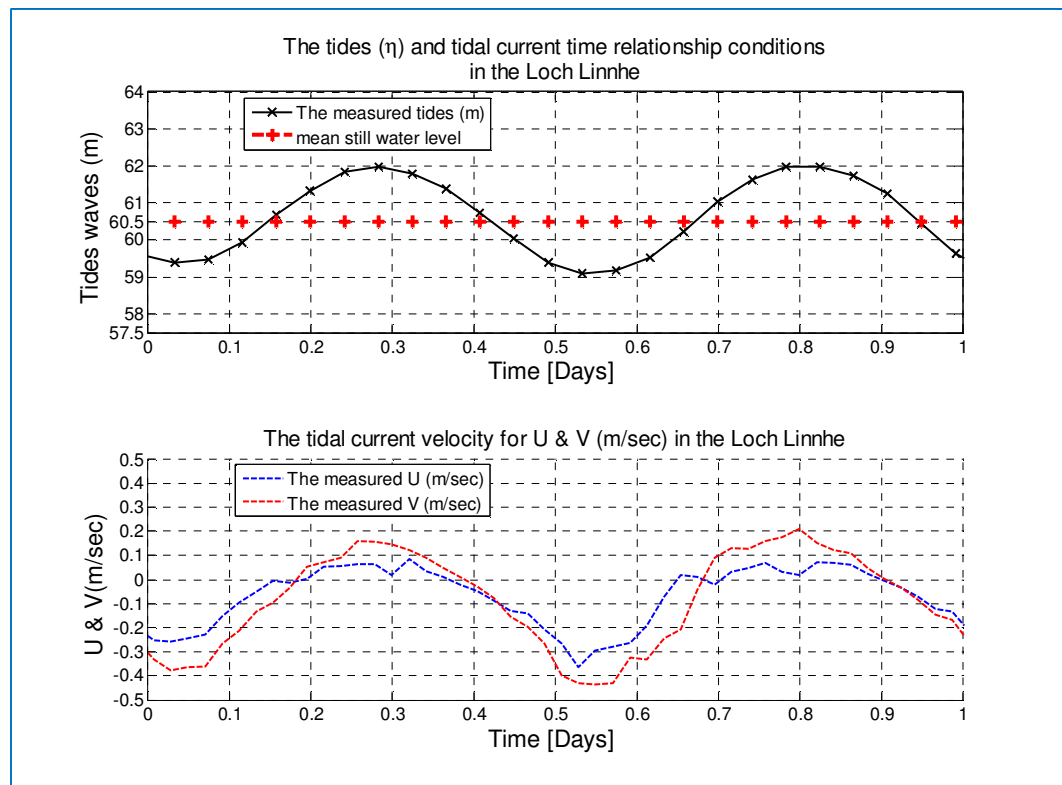 The tides (η) and tidal current time relationship conditions
in the Loch Linnhe
Tides waves (m)
64
63
62
61
60.5
60
59
58
57.5
The measured tides (m)
mean still water level
0 0.1 0.2 0.3 0.4 0.5 0.6 0.7 0.8 0.9 1
Time [Days]
The tidal current velocity for U & V (m/sec) in the Loch Linnhe
U & V(m/sec)
0.5
0.4
0.3
0.2
0.1
0
-0.1
-0.2
-0.3
-0.4
-0.5
The measured U (m/sec)
The measured V (m/sec)
0 0.1 0.2 0.3 0.4 0.5 0.6 0.7 0.8 0.9 1
Time [Days]